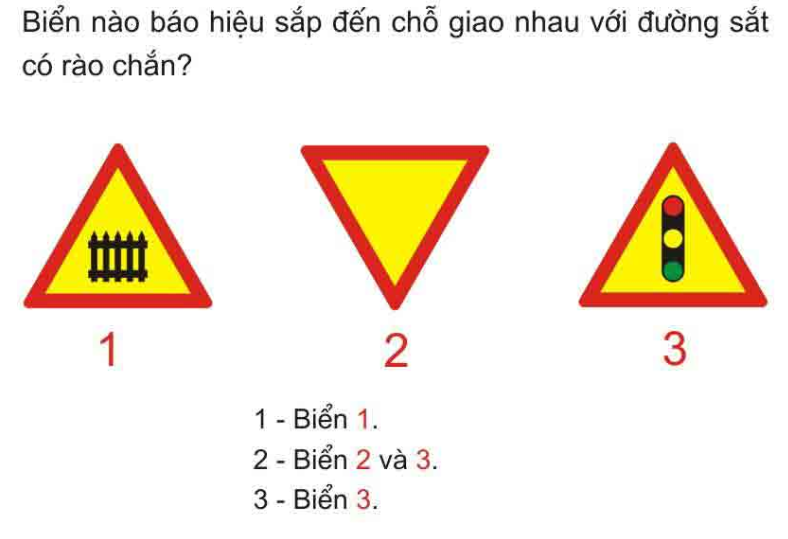 Biển nào báo hiệu sắp đến chỗ giao nhau với đường sắt
có rào chắn?
1 2 3
1 - Biển 1.
2 - Biển 2 và 3.
3 - Biển 3.